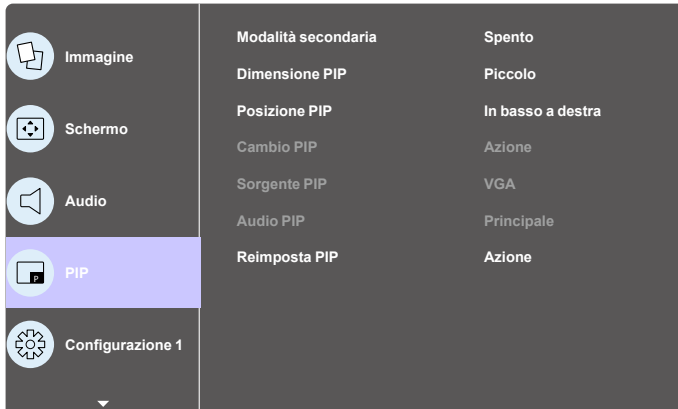 Immagine
Schermo
Audio
P
PIP
Configurazione 1
Modalità secondaria Spento
Dimensione PIP Piccolo
Posizione PIP In basso a destra
Cambio PIP Azione
Sorgente PIP VGA
Audio PIP Principale
Reimposta PIP Azione